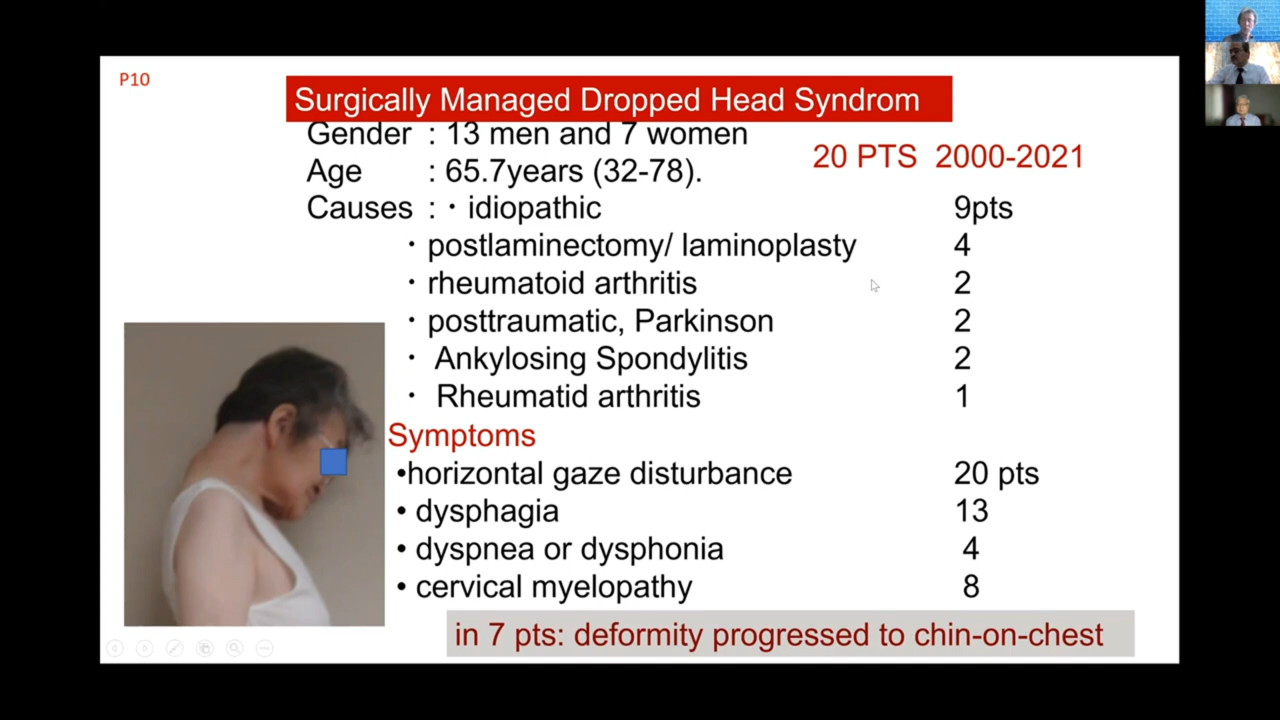 P10
Surgically Managed Dropped Head Syndrom
Gender : 13 men and 7 women
20 PTS 2000-2021
Age : 65.7years (32-78).
Causes : ・ idiopathic 9pts
・ postlaminectomy/ laminoplasty 4
・ rheumatoid arthritis 2
・ posttraumatic, Parkinson 2
・ Ankylosing Spondylitis 2
・ Rheumatid arthritis 1
Symptoms
•horizontal gaze disturbance 20 pts
• dysphagia 13
• dyspnea or dysphonia 4
• cervical myelopathy 8
in 7 pts: deformity progressed to chin-on-chest